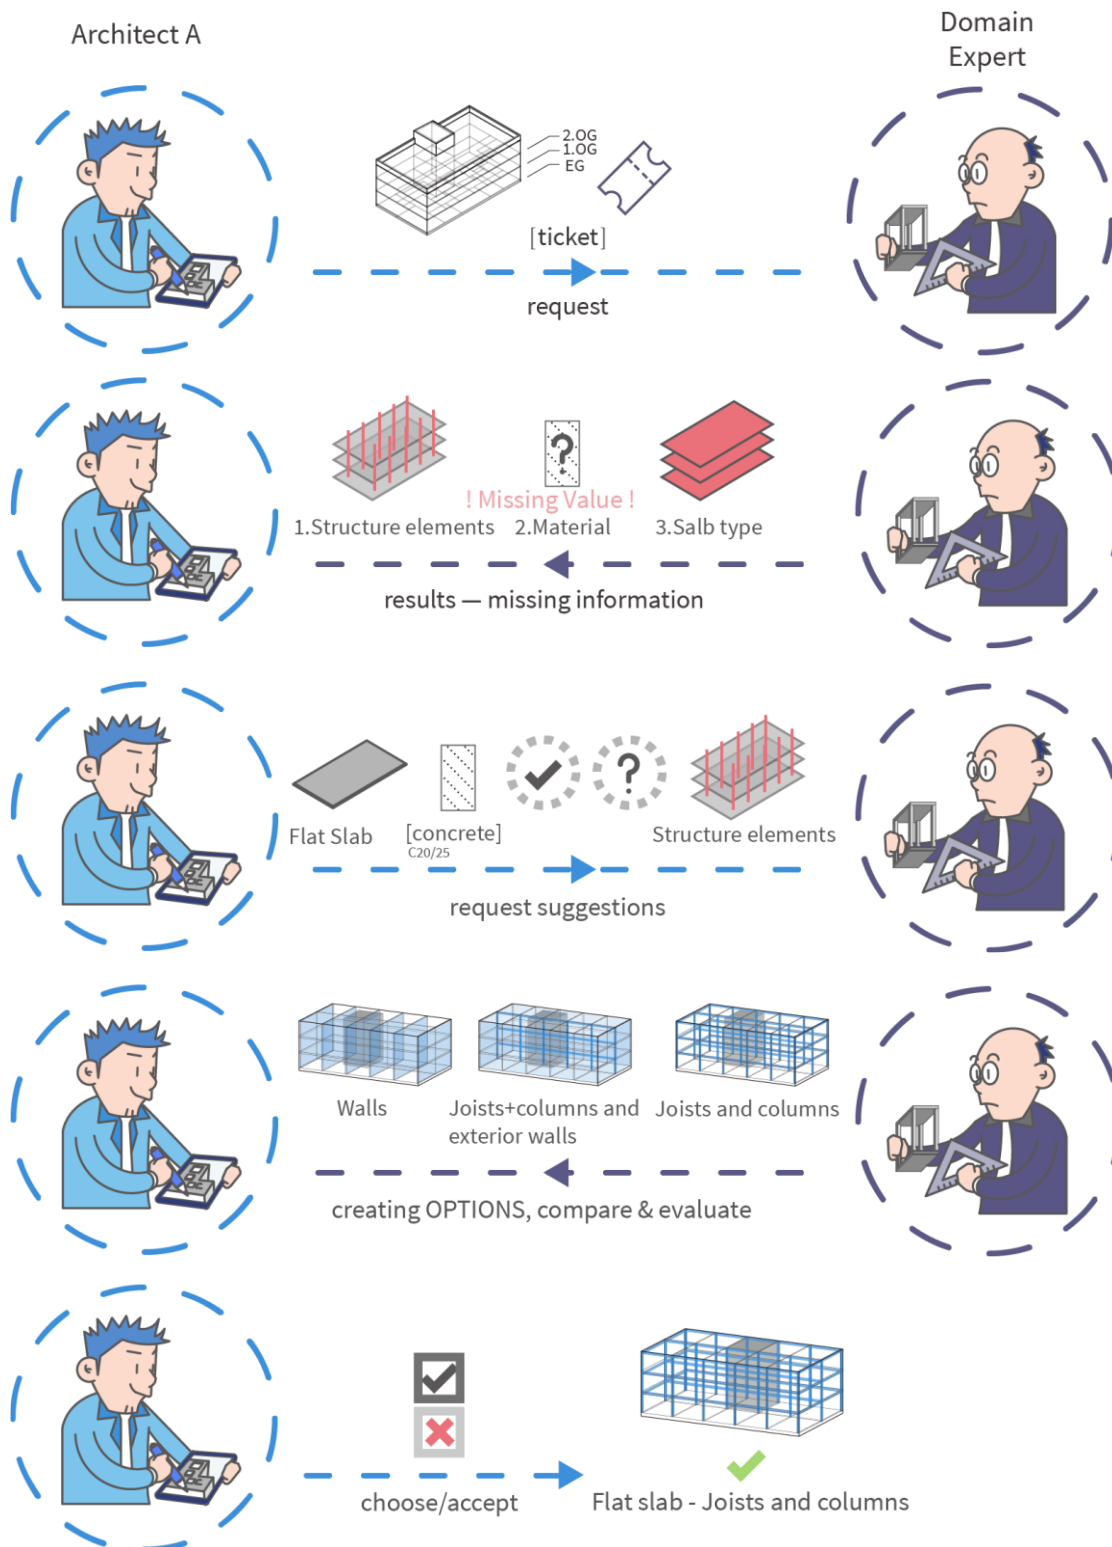 Architect A
Domain
Expert
2.OG
1.OG
EG
[ticket]
request
! Missing Value !
1.Structure elements
2.Material
3.Salb type
results — missing information
Flat Slab
[concrete]
C20/25
Structure elements
request suggestions
Walls
Joists+columns and
exterior walls
Joists and columns
creating OPTIONS, compare & evaluate
choose/accept
Flat slab - Joists and columns